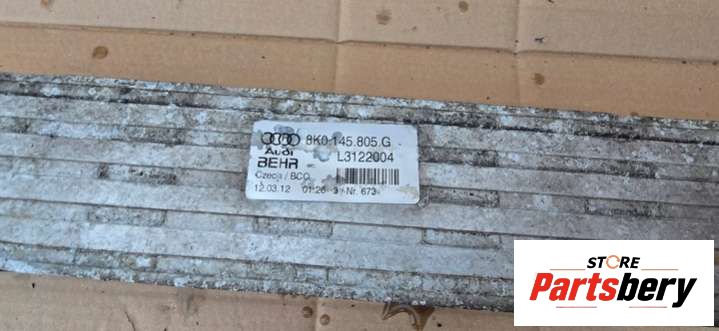 8K0 145.805.G
Audi
BEHR L3122004
Czech / BCO
12.03.12 01:26 Nr. 673
STORE
Partsbery